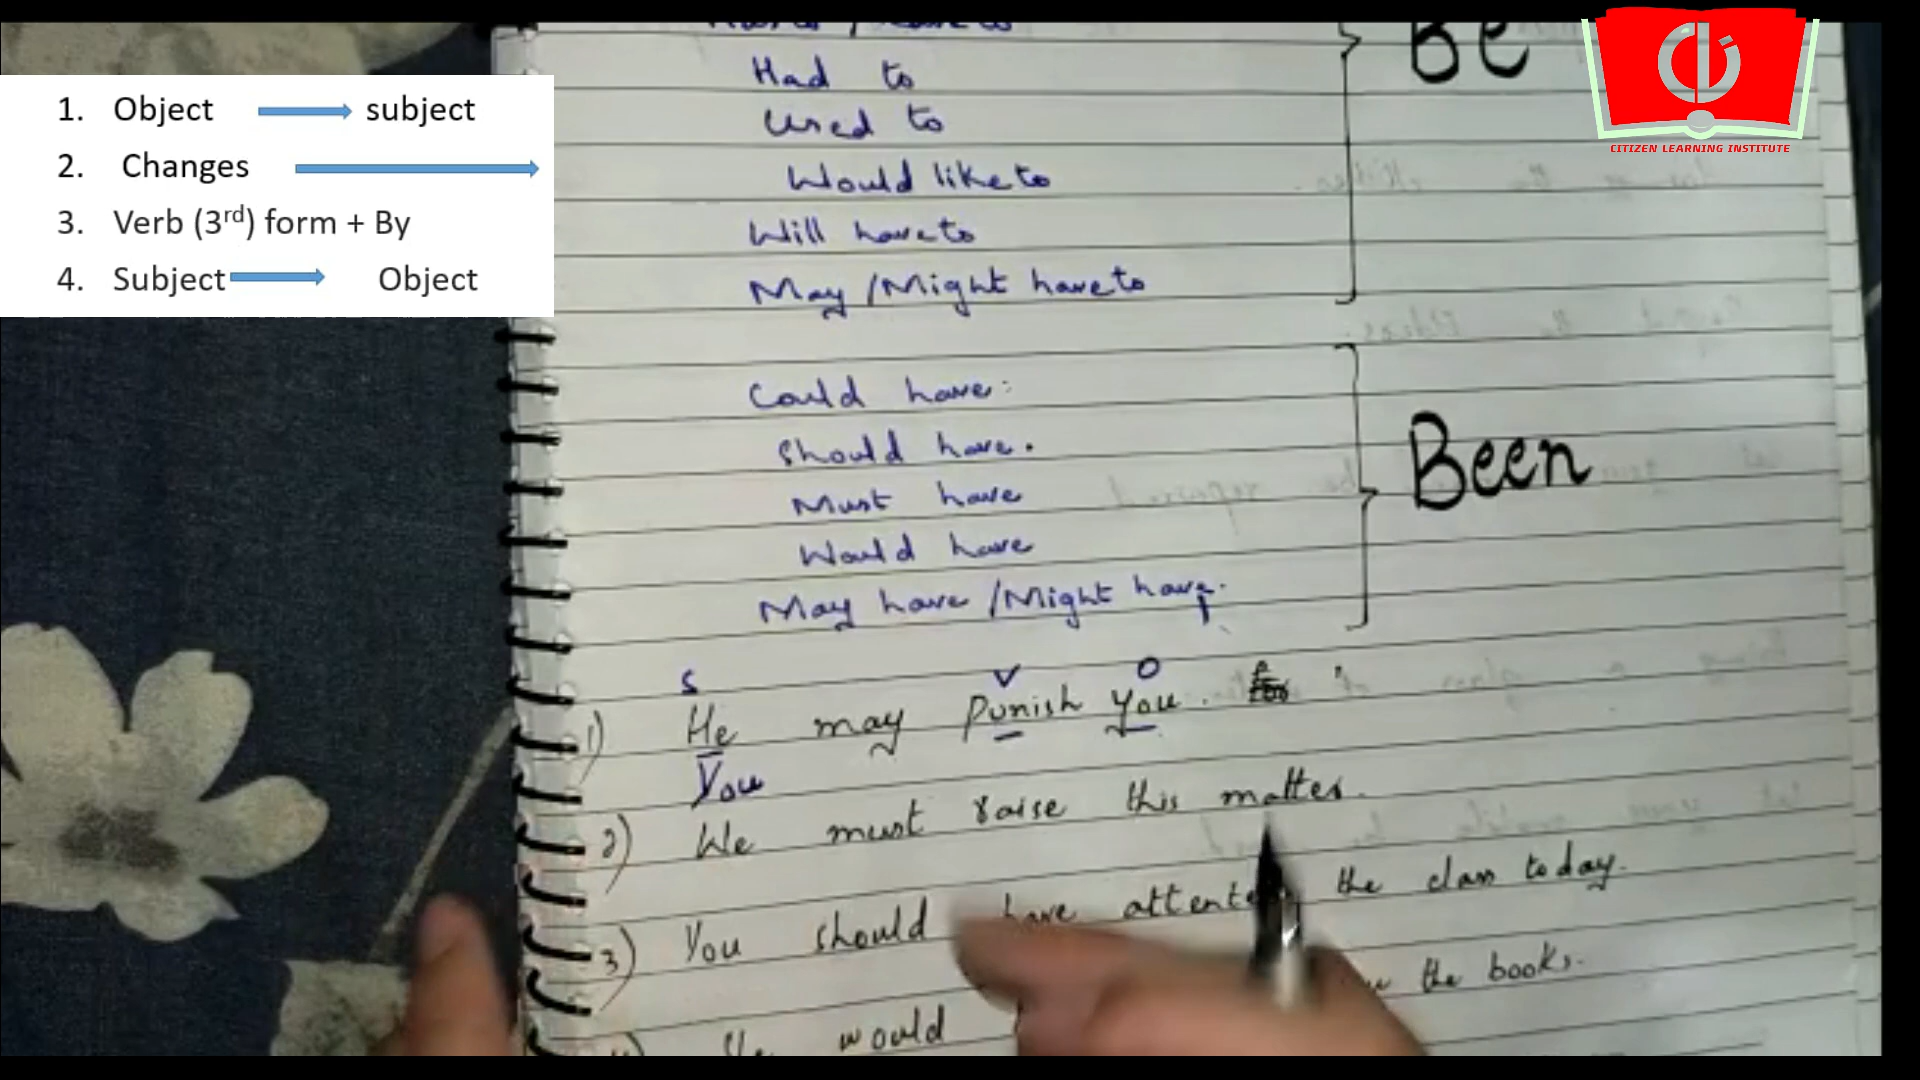 1. Object subject
2. Changes
3. Verb (3rd) form + By
4. Subject Object
CITIZEN LEARNING INSTITUTE
Had to
Used to
Would like to
Will have to
May /Might have to
Be
Could have:
Should have.
Must have
Would have
May have /Might have.
Been
S V O
1) He may Punish you.
You
2) We must raise this matter.
3) You should have attente the class today.
would the books.